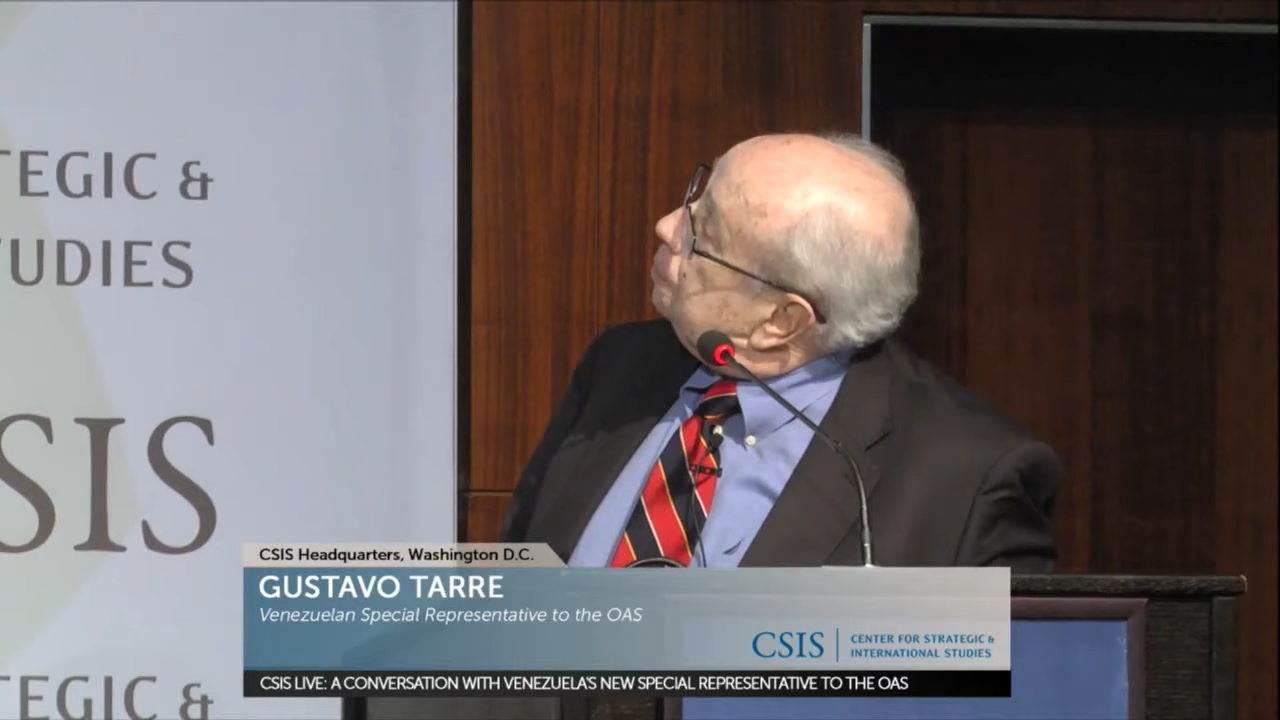 TEGIC &
UDIES
SIS
TEGIC &
CSIS Headquarters, Washington D.C.
GUSTAVO TARRE
Venezuelan Special Representative to the OAS
CSIS
CENTER FOR STRATEGIC &
INTERNATIONAL STUDIES
CSIS LIVE: A CONVERSATION WITH VENEZUELA'S NEW SPECIAL REPRESENTATIVE TO THE OAS